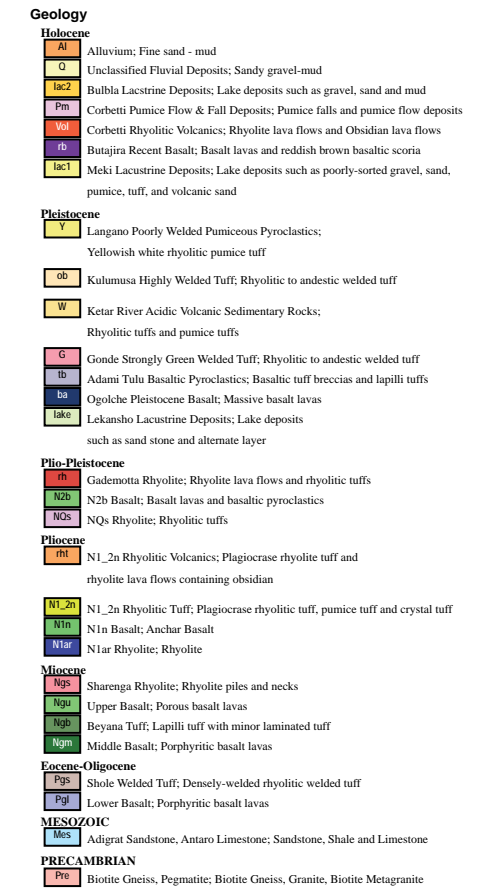 Geology
Holocene
Al Alluvium; Fine sand - mud
Q Unclassified Fluvial Deposits; Sandy gravel-mud
lac2 Bulbla Lacstrine Deposits; Lake deposits such as gravel, sand and mud
Pm Corbetti Pumice Flow & Fall Deposits; Pumice falls and pumice flow deposits
Vol Corbetti Rhyolitic Volcanics; Rhyolite lava flows and Obsidian lava flows
rb Butajira Recent Basalt; Basalt lavas and reddish brown basaltic scoria
lac1 Meki Lacustrine Deposits; Lake deposits such as poorly-sorted gravel, sand,
pumice, tuff, and volcanic sand
Pleistocene
Y Langano Poorly Welded Pumiceous Pyroclastics;
Yellowish white rhyolitic pumice tuff
ob Kulumusa Highly Welded Tuff; Rhyolitic to andestic welded tuff
W Ketar River Acidic Volcanic Sedimentary Rocks;
Rhyolitic tuffs and pumice tuffs
G Gonde Strongly Green Welded Tuff; Rhyolitic to andestic welded tuff
tb Adami Tulu Basaltic Pyroclastics; Basaltic tuff breccias and lapilli tuffs
ba Ogolche Pleistocene Basalt; Massive basalt lavas
lake Lekansho Lacustrine Deposits; Lake deposits
such as sand stone and alternate layer
Plio-Pleistocene
rh Gademotta Rhyolite; Rhyolite lava flows and rhyolitic tuffs
N2b N2b Basalt; Basalt lavas and basaltic pyroclastics
NQs NQs Rhyolite; Rhyolitic tuffs
Pliocene
rht N1_2n Rhyolitic Volcanics; Plagiocrase rhyolite tuff and
rhyolite lava flows containing obsidian
N1_2n N1_2n Rhyolitic Tuff; Plagiocrase rhyolitic tuff, pumice tuff and crystal tuff
N1n N1n Basalt; Anchar Basalt
N1ar N1ar Rhyolite; Rhyolite
Miocene
Ngs Sharenga Rhyolite; Rhyolite piles and necks
Ngu Upper Basalt; Porous basalt lavas
Ngb Beyana Tuff; Lapilli tuff with minor laminated tuff
Ngm Middle Basalt; Porphyritic basalt lavas
Eocene-Oligocene
Pgs Shole Welded Tuff; Densely-welded rhyolitic welded tuff
Pgl Lower Basalt; Porphyritic basalt lavas
MESOZOIC
Mes Adigrat Sandstone, Antaro Limestone; Sandstone, Shale and Limestone
PRECAMBRIAN
Pre Biotite Gneiss, Pegmatite; Biotite Gneiss, Granite, Biotite Metagranite